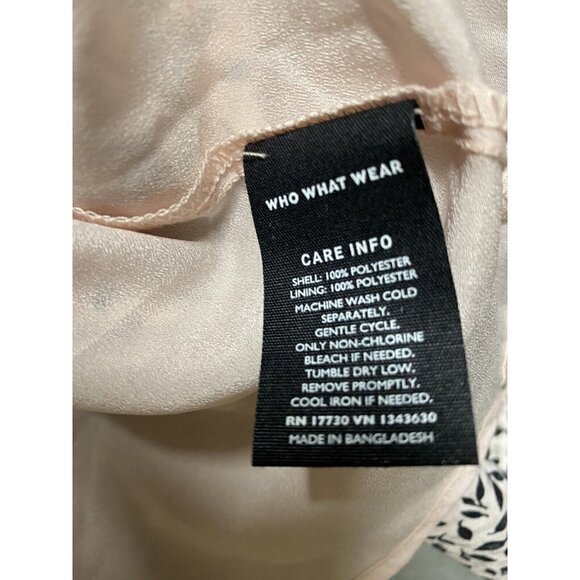 WHO WHAT WEAR
CARE INFO
SHELL: 100% POLYESTER
LINING: 100% POLYESTER
MACHINE WASH COLD
SEPARATELY.
GENTLE CYCLE.
ONLY NON-CHLORINE
BLEACH IF NEEDED.
TUMBLE DRY LOW.
REMOVE PROMPTLY.
COOL IRON IF NEEDED.
RN 17730 VN 1343630
MADE IN BANGLADESH